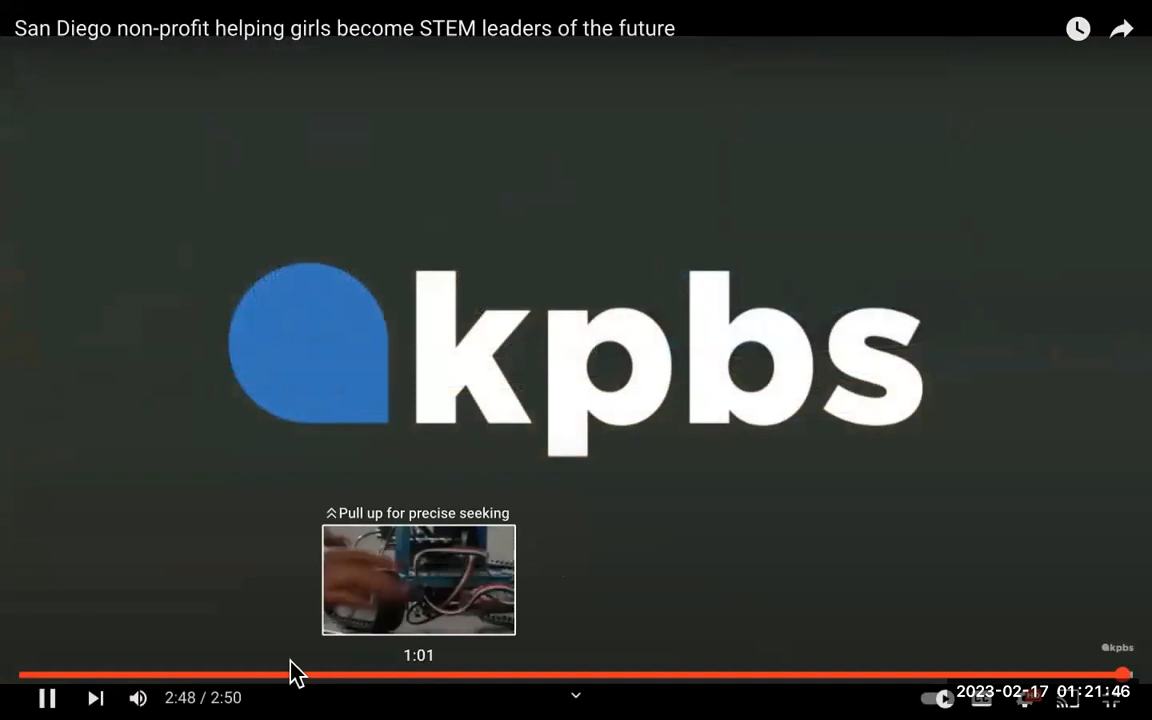 San Diego non-profit helping girls become STEM leaders of the future
kpbs
Pull up for precise seeking
1:01
kpbs
2:48 / 2:50
2023-02-17 01:21:46